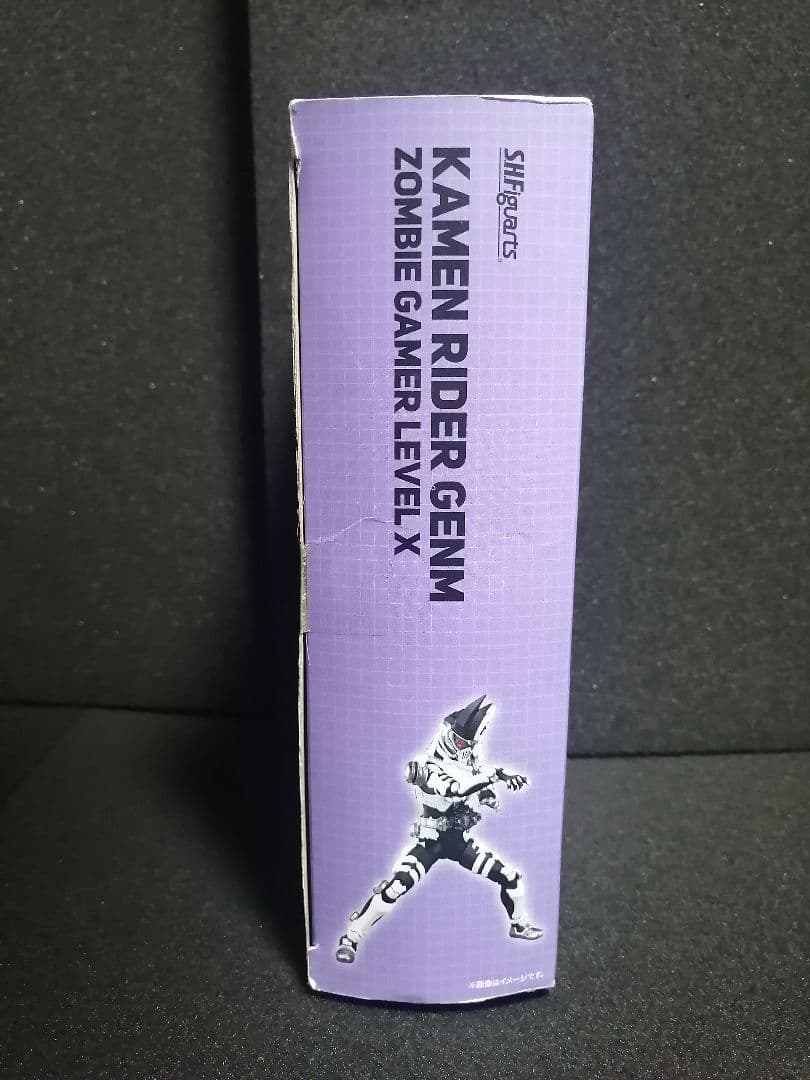 S.H.Figuarts
KAMEN RIDER GENM
ZOMBIE GAMER LEVEL X
※画像はイメージです。